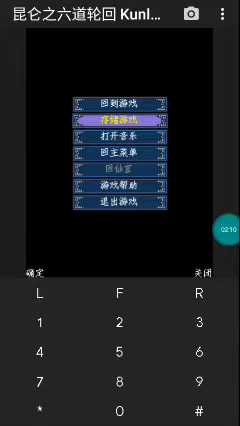 昆仑之六道轮回 Kunl...
回到游戏
存储游戏
打开音乐
回主菜单
回仙宫
游戏帮助
退出游戏
02:10
确定 关闭
L F R
1 2 3
4 5 6
7 8 9
* 0 #